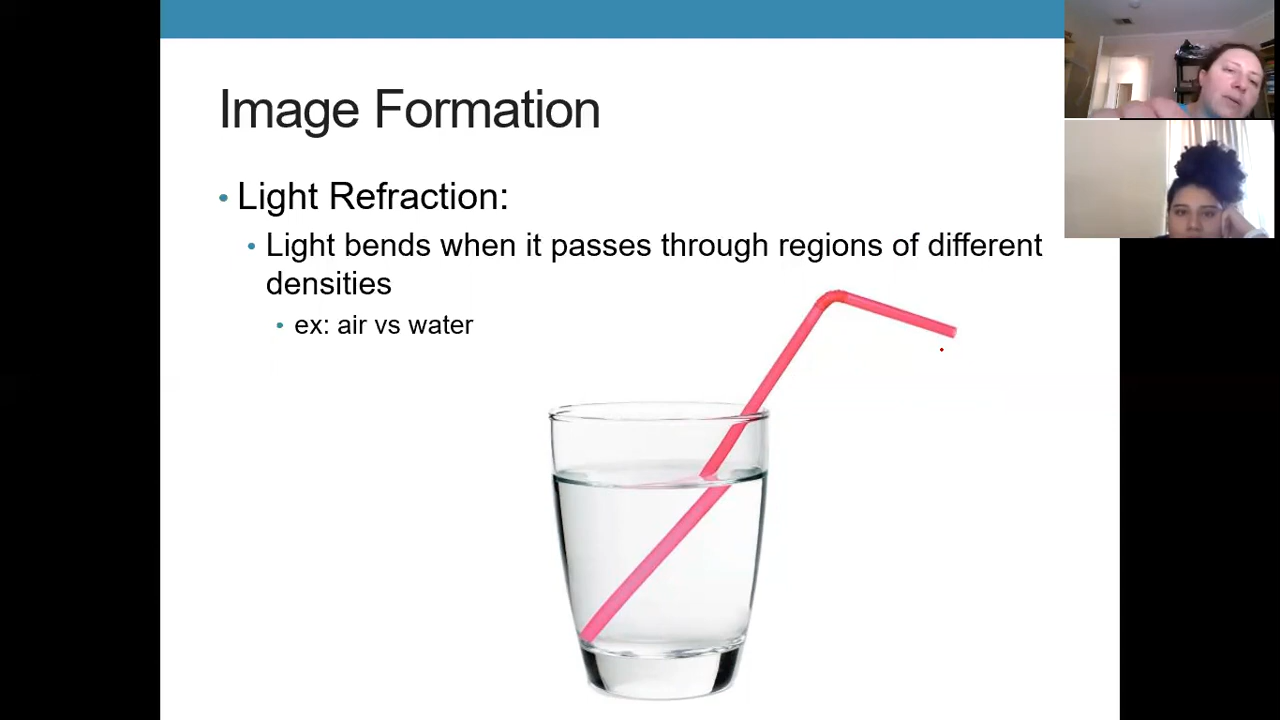 Image Formation
• Light Refraction:
• Light bends when it passes through regions of different
densities
• ex: air vs water